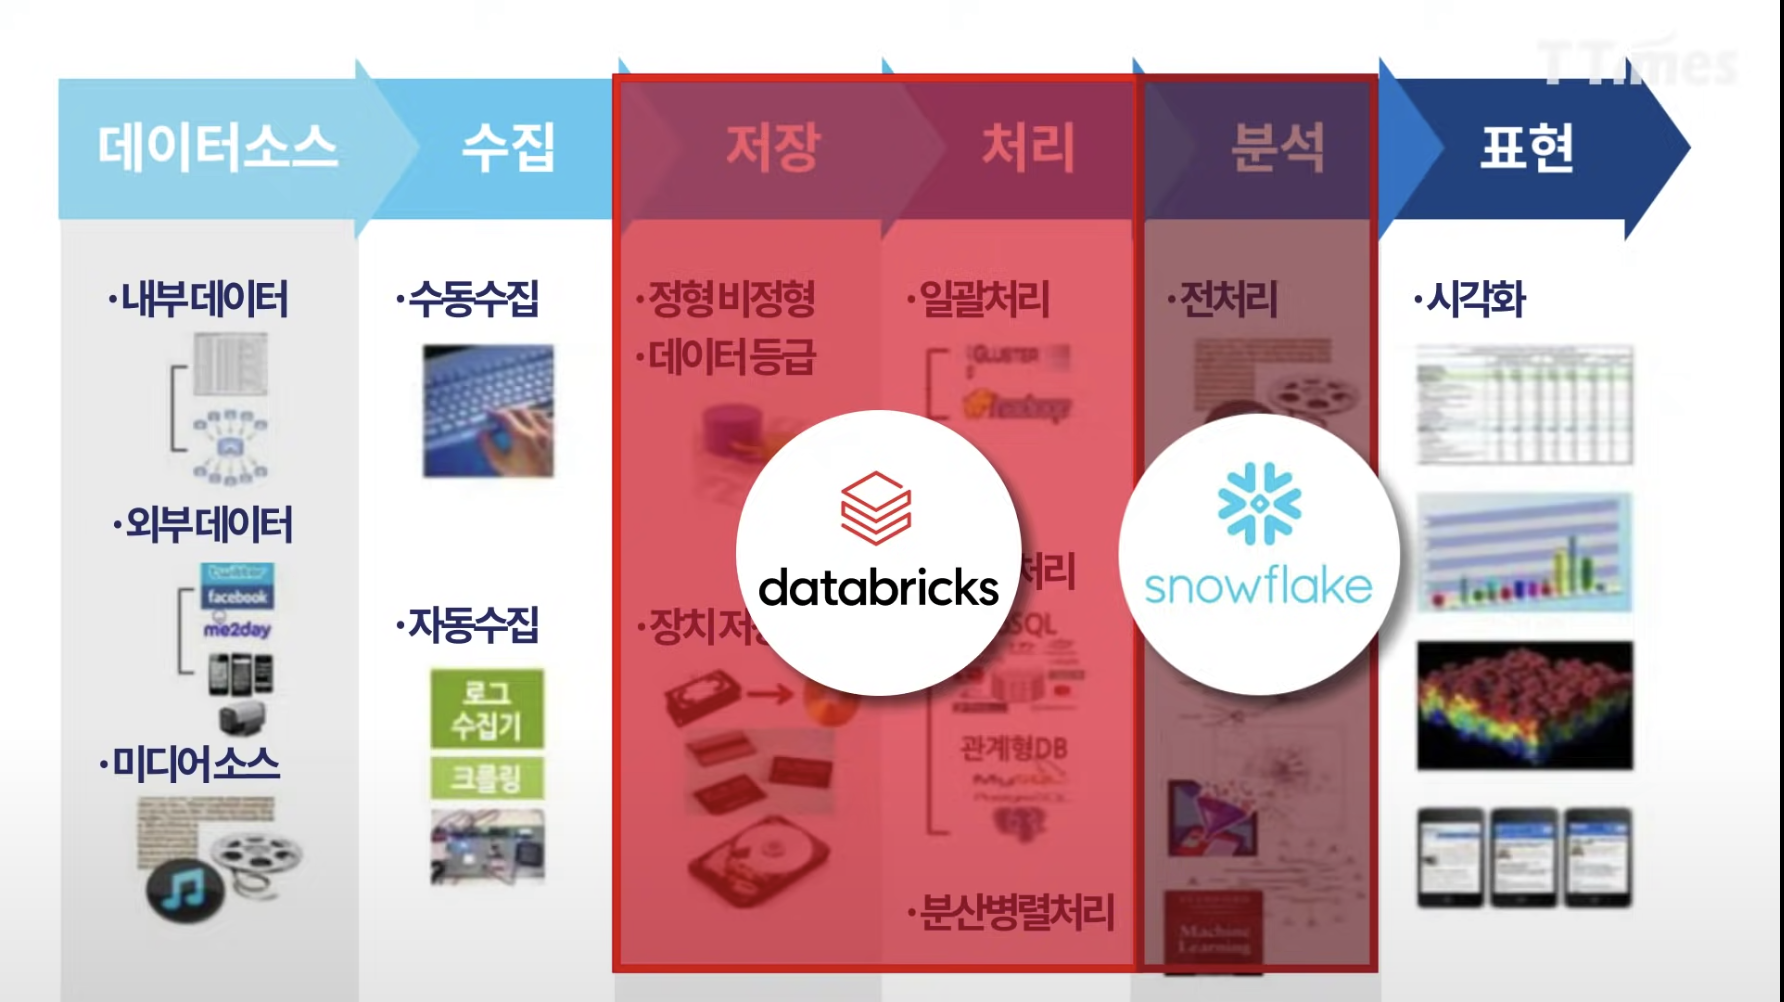 TTimes
데이터소스
수집
저장
처리
분석
표현
·내부데이터
·외부데이터
twitter
facebook
me2day
·미디어소스
·수동수집
·자동수집
로그
수집기
크롤링
·정형 비정형
·데이터 등급
·장치 저
databricks
·일괄처리
CLUSTER
hadoop
처리
SQL
관계형DB
MySQL
PostgreSQL
·분산병렬처리
·전처리
snowflake
Machine
Learning
·시각화